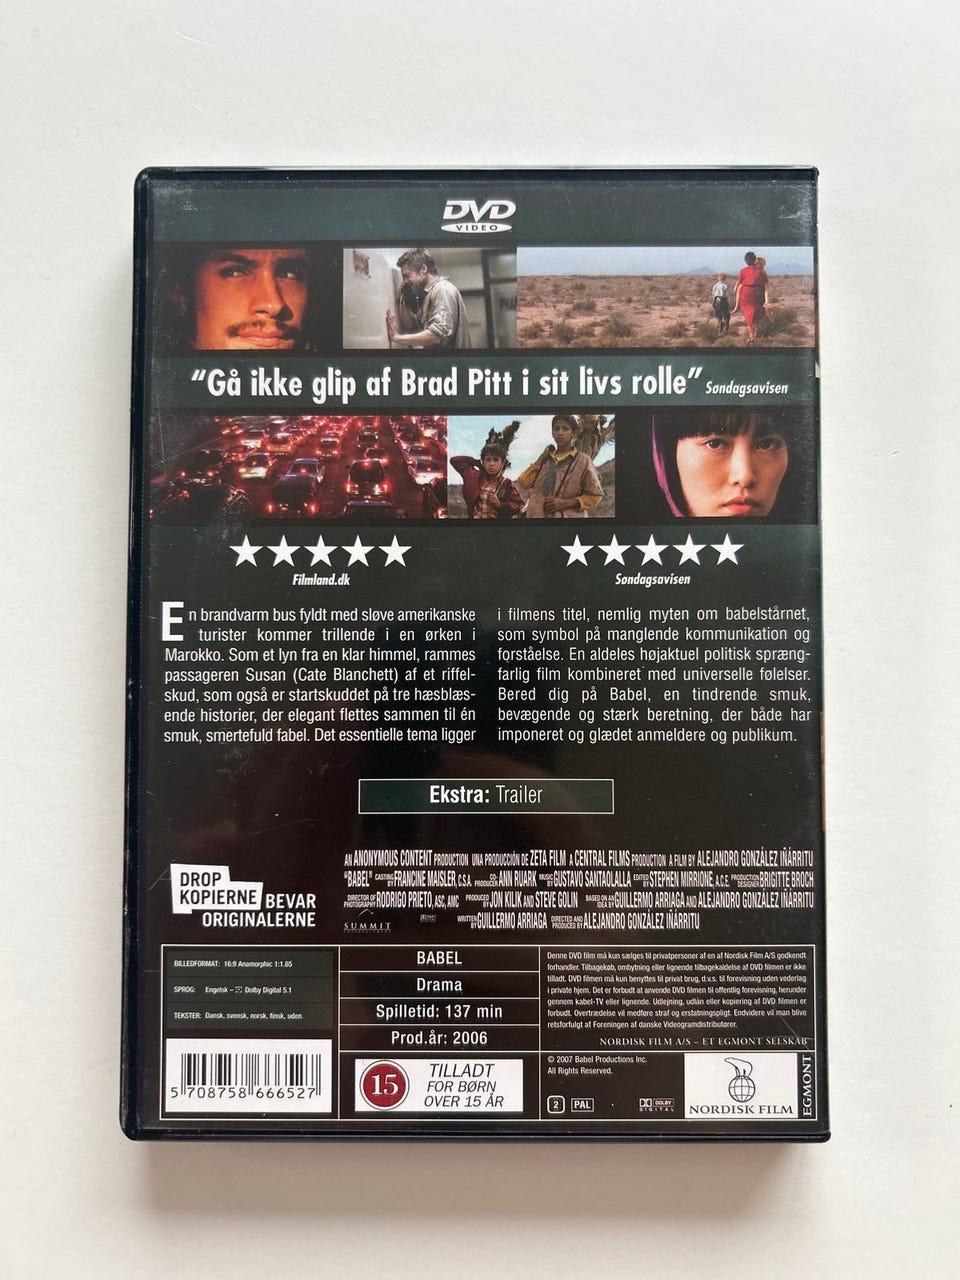 DVD
VIDEO
"Gå ikke glip af Brad Pitt i sit livs rolle" Søndagsavisen
Filmland.dk
Søndagsavisen
En brandvarm bus fyldt med sløve amerikanske
turister kommer trillende i en ørken i
Marokko. Som et lyn fra en klar himmel, rammes
passageren Susan (Cate Blanchett) af et riffel-
skud, som også er startskuddet på tre hæsblæs-
ende historier, der elegant flettes sammen til én
smuk, smertefuld fabel. Det essentielle tema ligger
i filmens titel, nemlig myten om babelstårnet,
som symbol på manglende kommunikation og
forståelse. En aldeles højaktuel politisk spræng-
farlig film kombineret med universelle følelser.
Bered dig på Babel, en tindrende smuk,
bevægende og stærk beretning, der både har
imponeret og glædet anmeldere og publikum.
Ekstra: Trailer
AN ANONYMOUS CONTENT PRODUCTION UNA PRODUCCIÓN DE ZETA FILM A CENTRAL FILMS PRODUCTION A FILM BY ALEJANDRO GONZÁLEZ IÑÁRRITU
"BABEL" CASTING BY FRANCINE MAISLER, C.S.A. CO-PRODUCER ANN RUARK MUSIC BY GUSTAVO SANTAOLALLA EDITED BY STEPHEN MIRRIONE, A.C.E. PRODUCTION DESIGNER BRIGITTE BROCH
DIRECTOR OF PHOTOGRAPHY RODRIGO PRIETO, ASC, AMC PRODUCED BY JON KILIK AND STEVE GOLIN BASED ON AN IDEA BY GUILLERMO ARRIAGA AND ALEJANDRO GONZÁLEZ IÑÁRRITU
WRITTEN BY GUILLERMO ARRIAGA DIRECTED AND PRODUCED BY ALEJANDRO GONZÁLEZ IÑÁRRITU
SUMMIT
ENTERTAINMENT
DROP
KOPIERNE
BEVAR
ORIGINALERNE
BILLEDFORMAT: 16:9 Anamorphic 1:1.85
SPROG: Engelsk – Dolby Digital 5.1
TEKSTER: Dansk, svensk, norsk, finsk, uden.
5 708758 666527
BABEL
Drama
Spilletid: 137 min
Prod.år: 2006
15
TILLADT
FOR BØRN
OVER 15 ÅR
Denne DVD film må kun sælges til privatpersoner af en af Nordisk Film A/S godkendt
forhandler. Tilbagekøb, ombytning eller lignende tilbagekaldelse af DVD filmen er ikke
tilladt. DVD filmen må kun benyttes til privat brug, d.v.s. til forevisning uden vederlag
i private hjem. Det er forbudt at anvende DVD filmen til offentlig forevisning, herunder
gennem kabel-TV eller lignende. Udlejning, udlån eller kopiering af DVD filmen er
forbudt. Overtrædelse vil medføre straf og erstatningspligt. Endvidere vil man blive
retsforfulgt af Foreningen af danske Videogramdistributører.
NORDISK FILM A/S – ET EGMONT SELSKAB
© 2007 Babel Productions Inc.
All Rights Reserved.
2 PAL
DOLBY
DIGITAL
NORDISK FILM
EGMONT